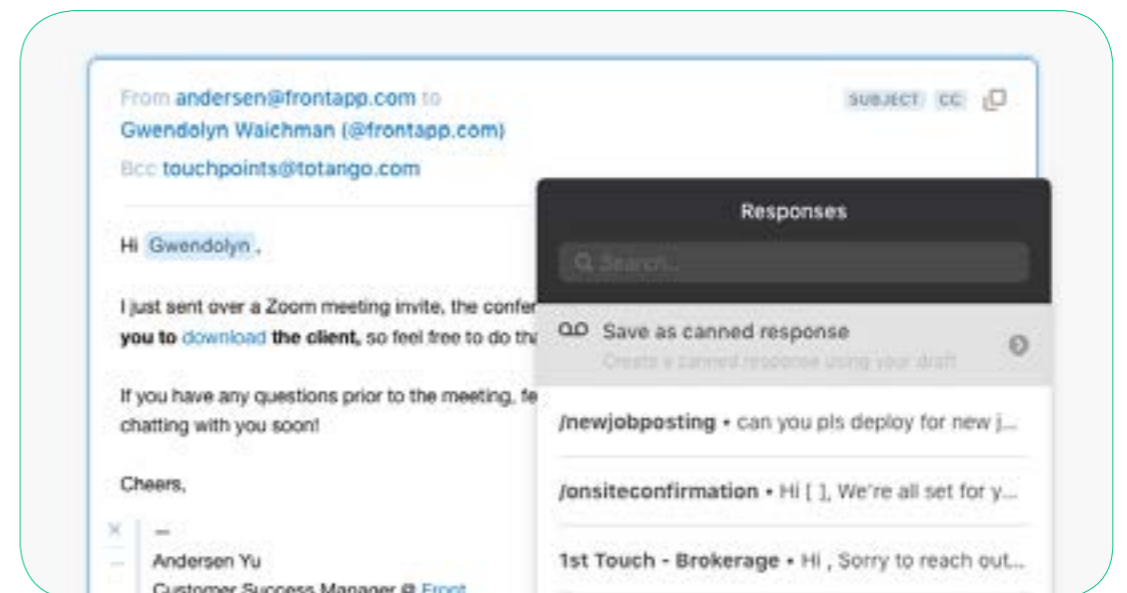 From andersen@frontapp.com to
Gwendolyn Waichman (@frontapp.com)
Bcc touchpoints@totango.com
SUBJECT CC
Hi Gwendolyn ,
I just sent over a Zoom meeting invite, the confer
you to download the client, so feel free to do tha
If you have any questions prior to the meeting, fe
chatting with you soon!
Cheers,
--
Andersen Yu
Customer Success Manager @ Front
Responses
Search...
Save as canned response
Create a canned response using your draft
/newjobposting • can you pls deploy for new j...
/onsiteconfirmation • Hi [ ], We're all set for y...
1st Touch - Brokerage • Hi , Sorry to reach out...